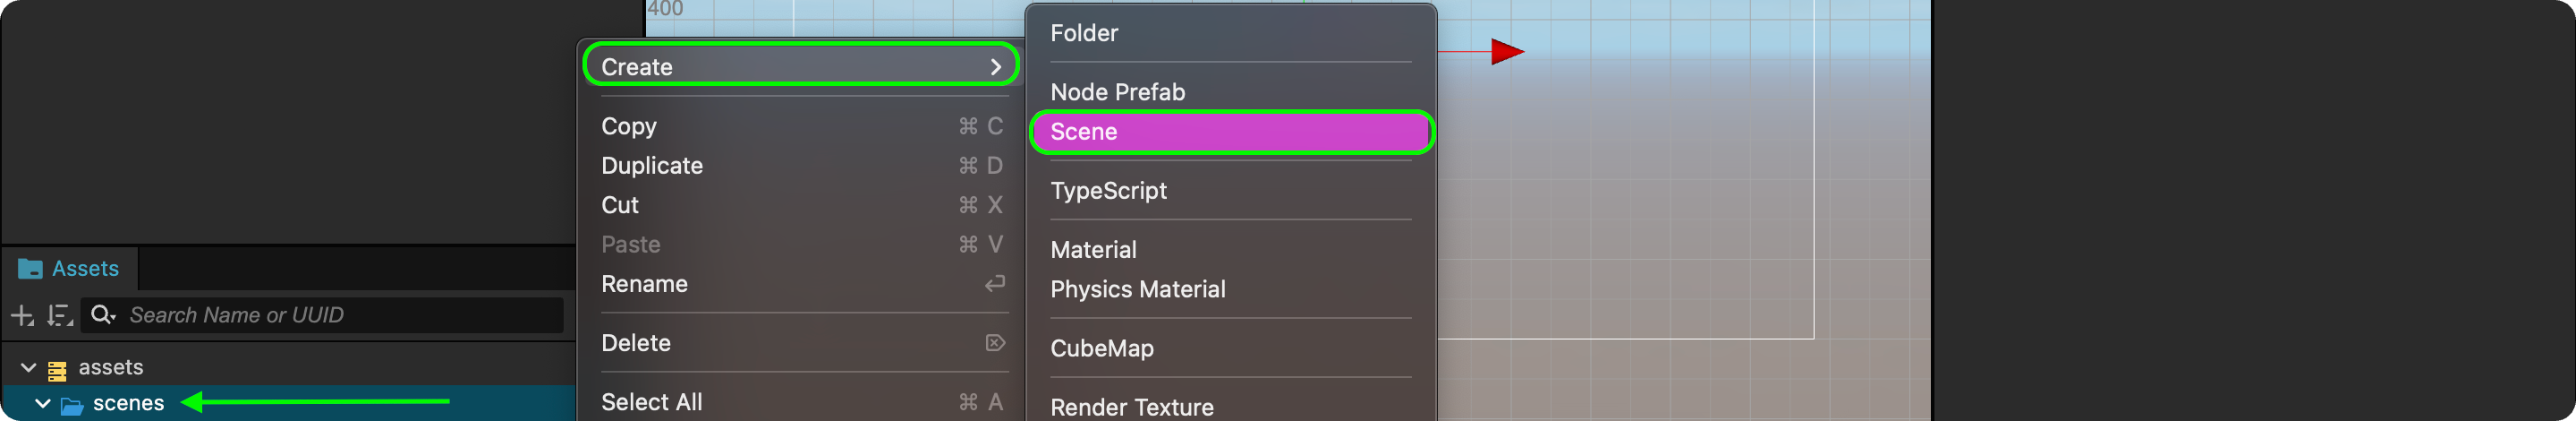 400
Create
Copy ⌘ C
Duplicate ⌘ D
Cut ⌘ X
Paste ⌘ V
Rename
Delete
Select All ⌘ A
Folder
Node Prefab
Scene
TypeScript
Material
Physics Material
CubeMap
Render Texture
Assets
Search Name or UUID
assets
scenes